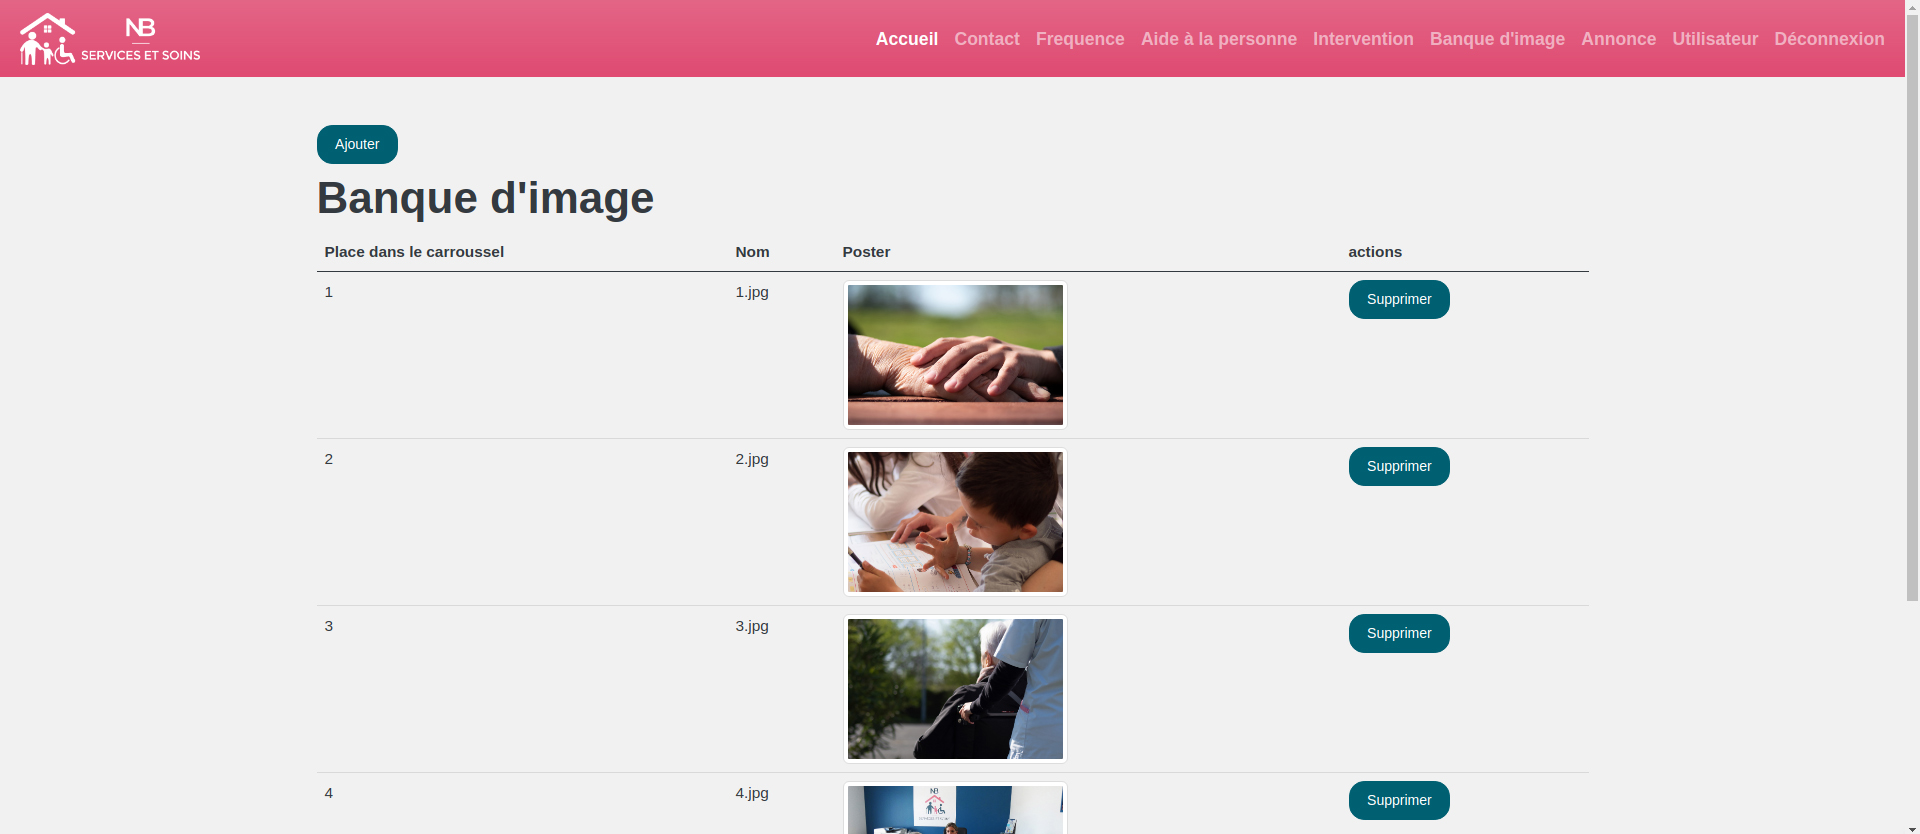 NB
SERVICES ET SOINS
Accueil Contact Frequence Aide à la personne Intervention Banque d'image Annonce Utilisateur Déconnexion
Ajouter
Banque d'image
Place dans le carroussel Nom Poster actions
1 1.jpg Supprimer
2 2.jpg Supprimer
3 3.jpg Supprimer
4 4.jpg Supprimer
NB